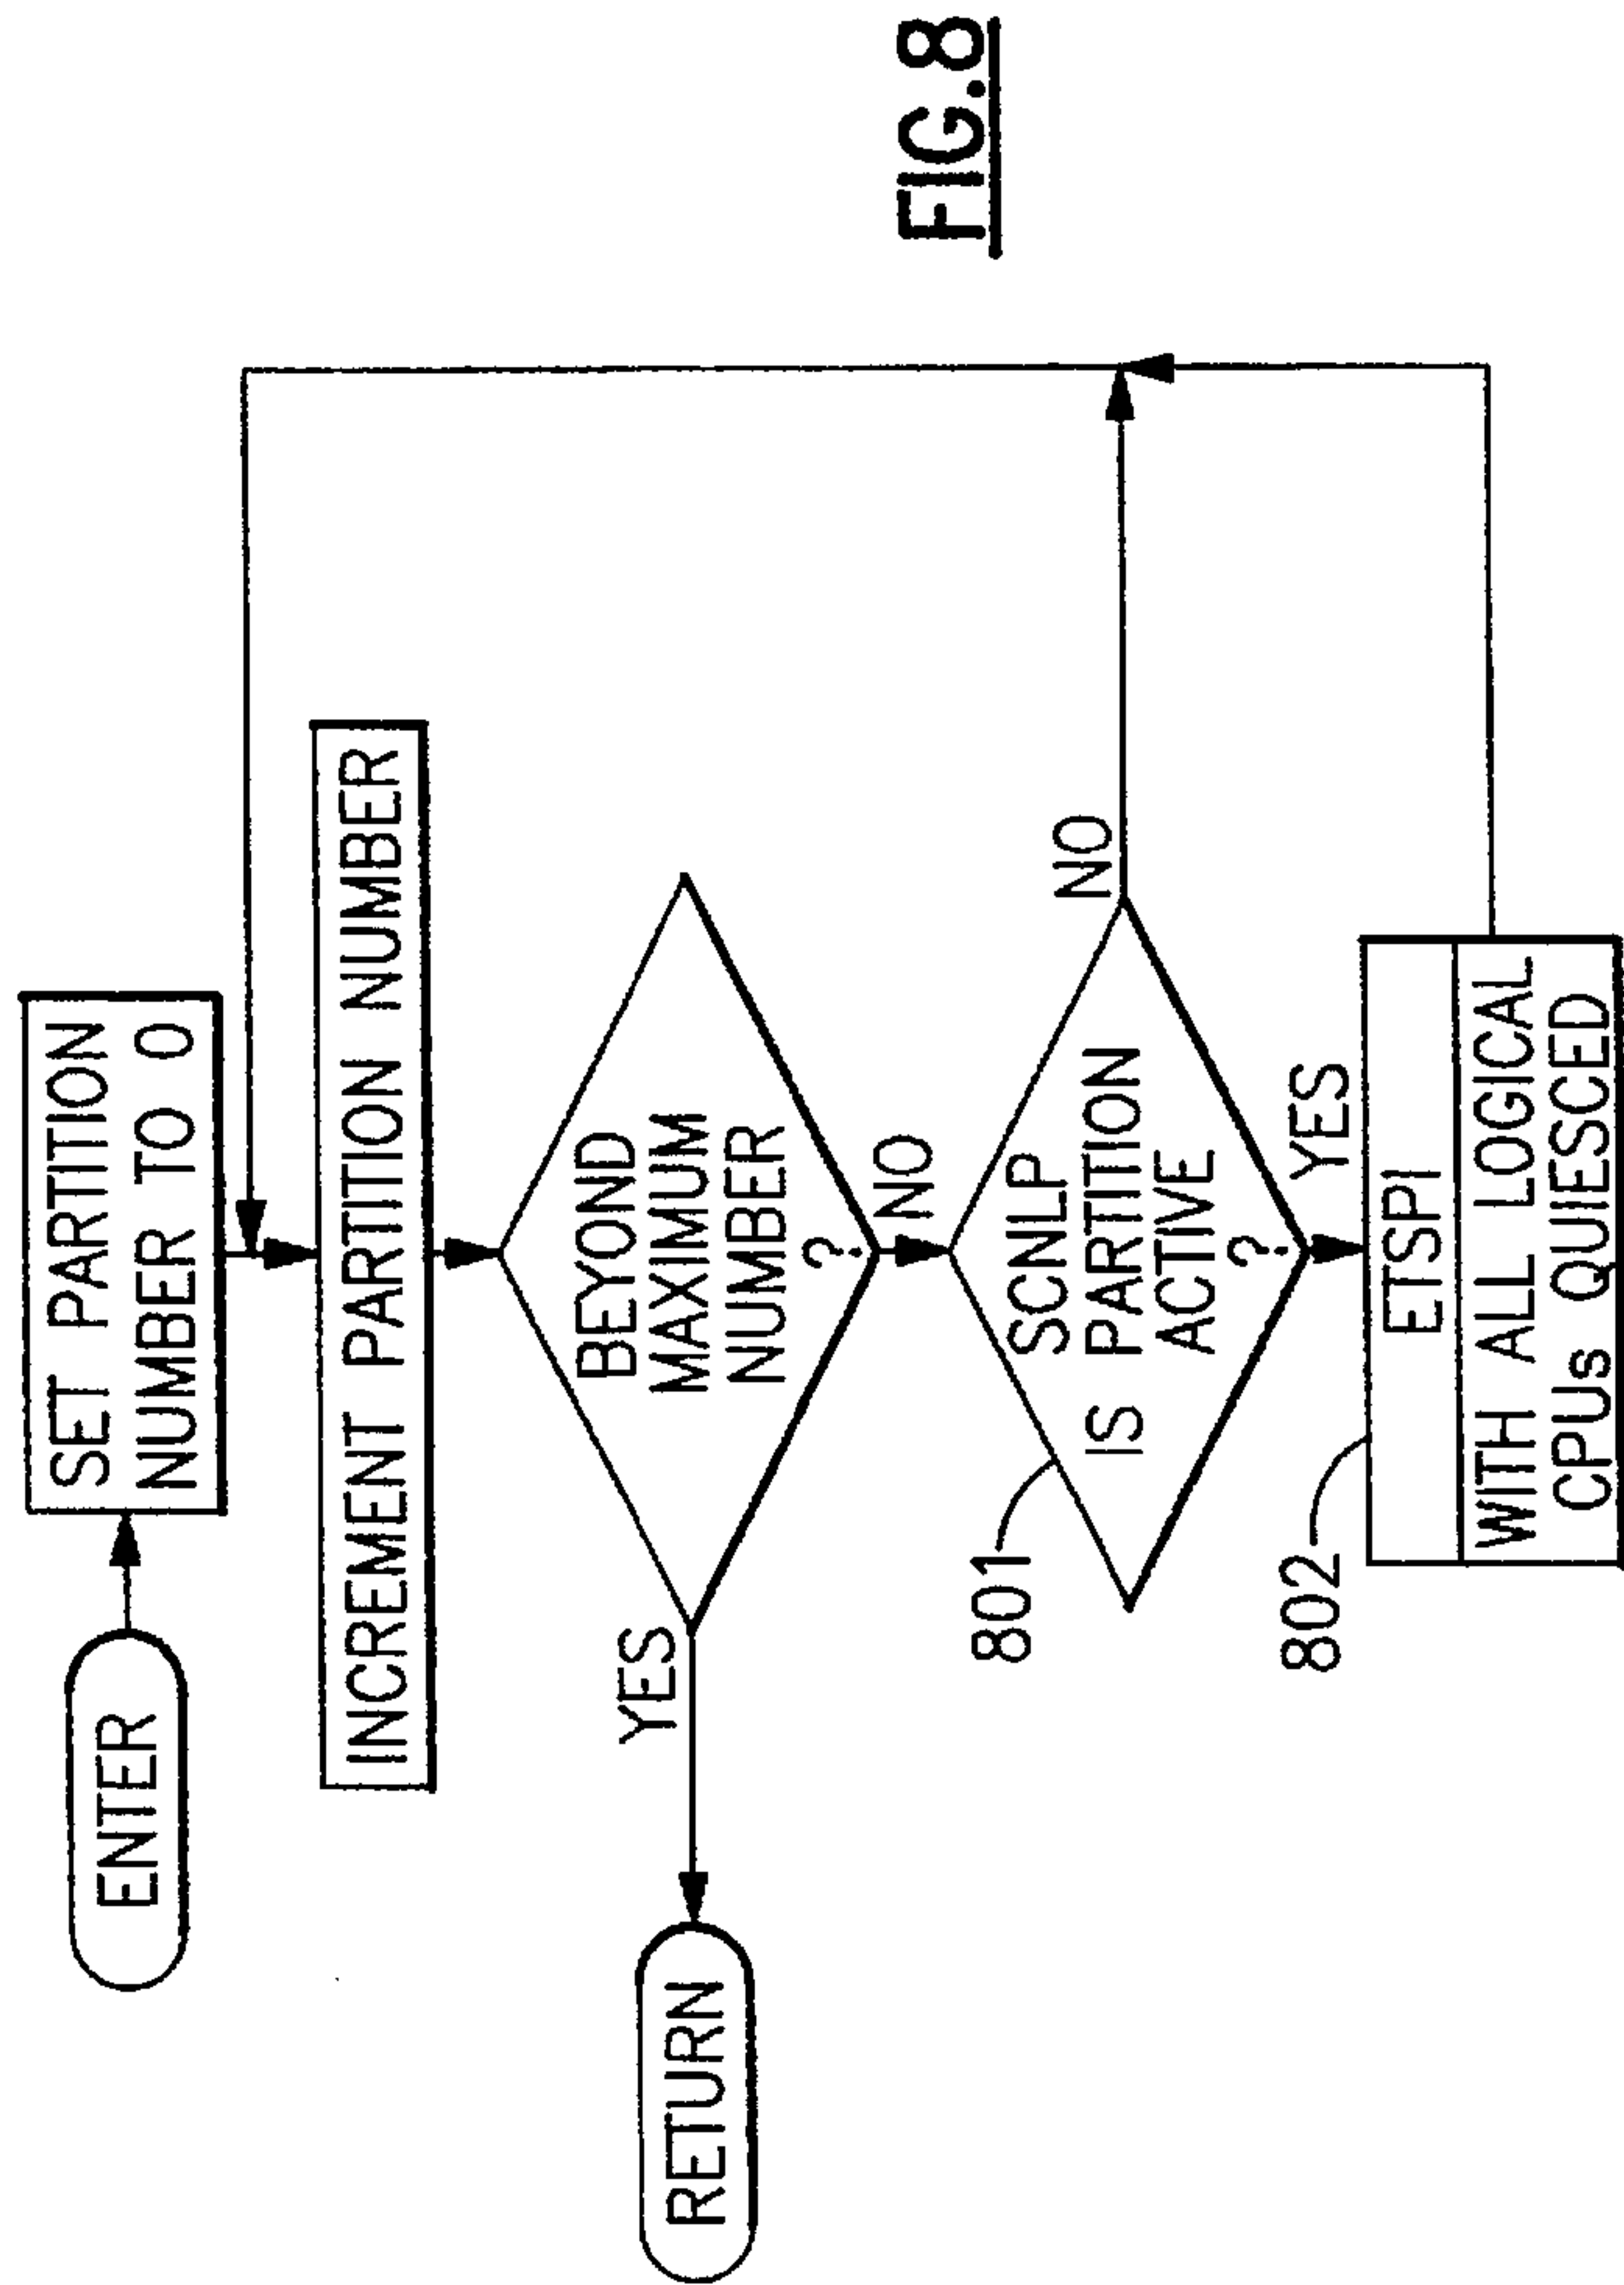 ENTER
SET PARTITION
NUMBER TO 0
INCREMENT PARTITION NUMBER
BEYOND
MAXIMUM
NUMBER
?
YES
RETURN
NO
801
SCNLP
IS PARTITION
ACTIVE
?
NO
YES
802
ETSPI
WITH ALL LOGICAL
CPUs QUIESCED
FIG.8